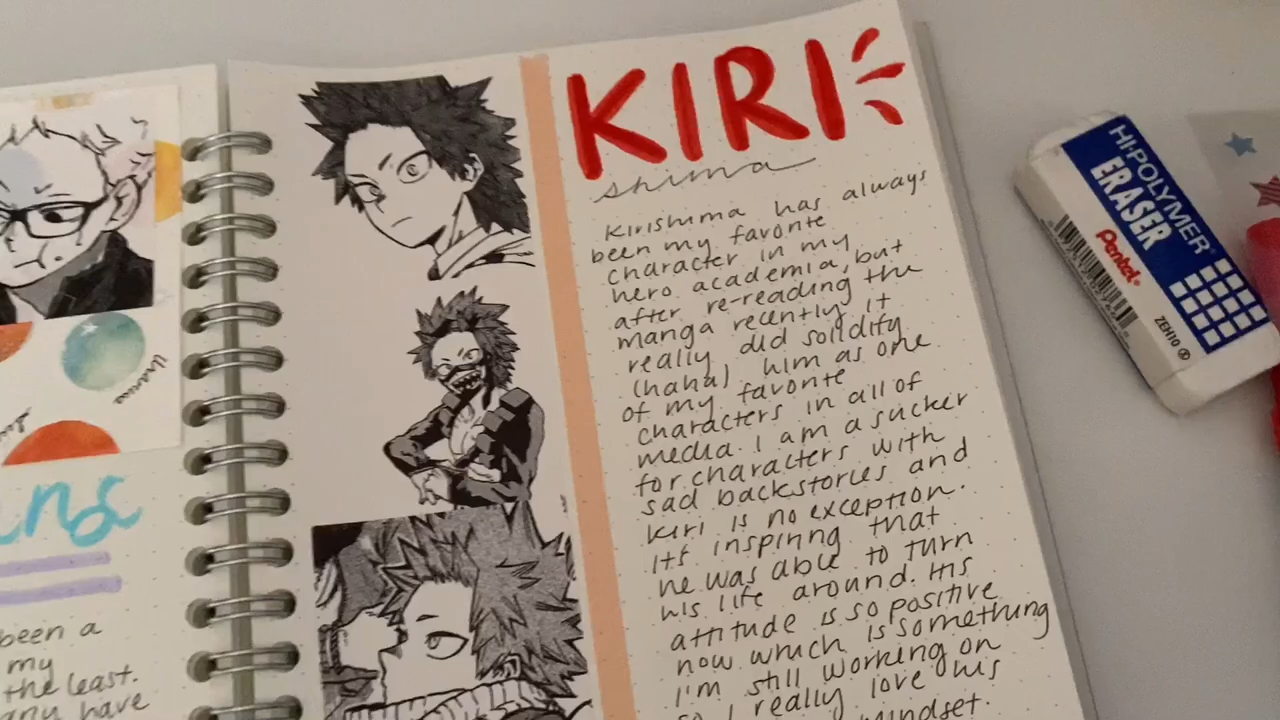 Uranus
ns
been a
my
the least.
any have
KIRI
shima
Kirishima has always
been my favorite
character in my
hero academia, but
after re-reading the
manga recently it
really did solidify
(haha) him as one
of my favorite
characters in all of
media. I am a sucker
for characters with
sad backstories and
Kiri is no exception.
It's inspiring that
he was able to turn
his life around. His
attitude is so positive
now which is something
I'm still working on
so I really love his
mindset.
HI-POLYMER
ERASER
Pentel
ZEH10